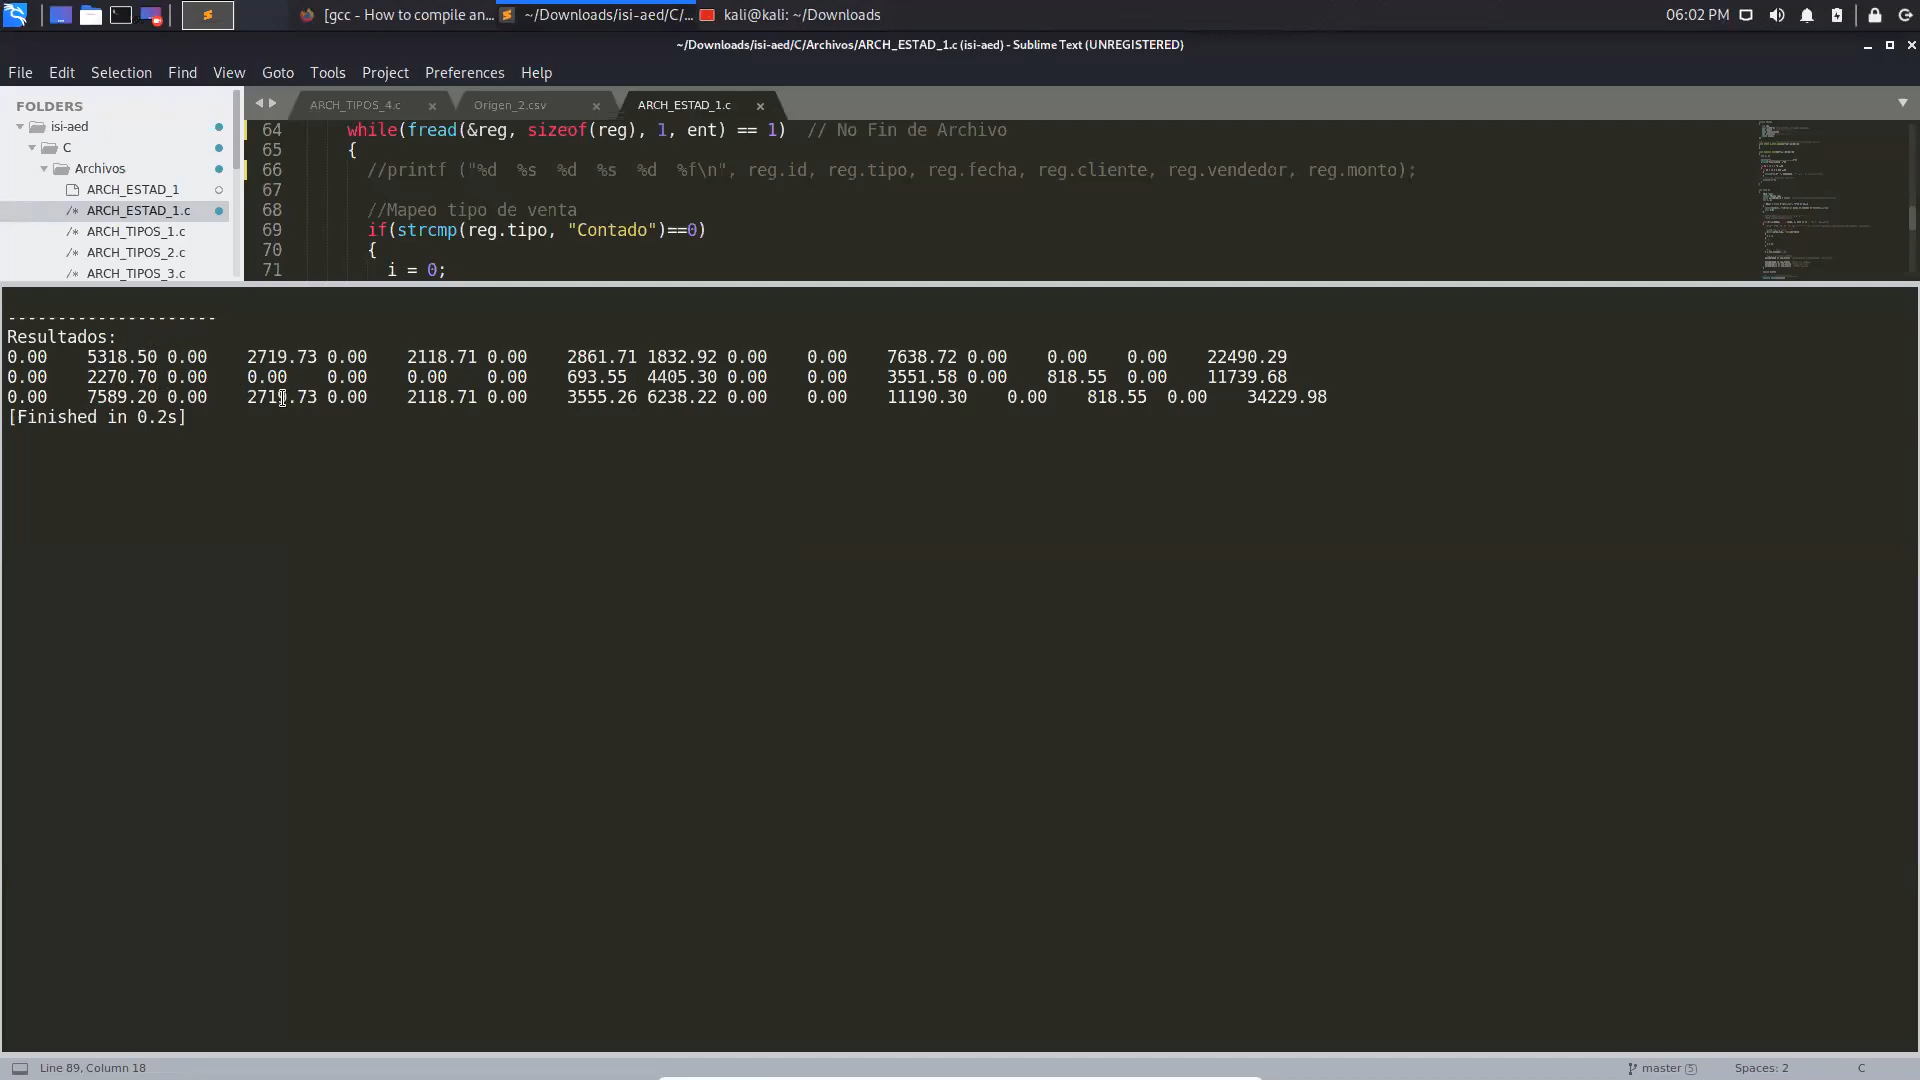 [gcc - How to compile an...
~/Downloads/isi-aed/C/...
kali@kali: ~/Downloads
06:02 PM
~/Downloads/isi-aed/C/Archivos/ARCH_ESTAD_1.c (isi-aed) - Sublime Text (UNREGISTERED)
File Edit Selection Find View Goto Tools Project Preferences Help
FOLDERS
isi-aed
C
Archivos
ARCH_ESTAD_1
/* ARCH_ESTAD_1.c
/* ARCH_TIPOS_1.c
/* ARCH_TIPOS_2.c
/* ARCH_TIPOS_3.c
ARCH_TIPOS_4.c Origen_2.csv ARCH_ESTAD_1.c
64 while(fread(&reg, sizeof(reg), 1, ent) == 1) // No Fin de Archivo
65 {
66 //printf ("%d %s %d %s %d %f\n", reg.id, reg.tipo, reg.fecha, reg.cliente, reg.vendedor, reg.monto);
67
68 //Mapeo tipo de venta
69 if(strcmp(reg.tipo, "Contado")==0)
70 {
71 i = 0;
---------------------
Resultados:
0.00 5318.50 0.00 2719.73 0.00 2118.71 0.00 2861.71 1832.92 0.00 0.00 7638.72 0.00 0.00 0.00 22490.29
0.00 2270.70 0.00 0.00 0.00 0.00 0.00 693.55 4405.30 0.00 0.00 3551.58 0.00 818.55 0.00 11739.68
0.00 7589.20 0.00 2719.73 0.00 2118.71 0.00 3555.26 6238.22 0.00 0.00 11190.30 0.00 818.55 0.00 34229.98
[Finished in 0.2s]
Line 89, Column 18
master 5
Spaces: 2
C